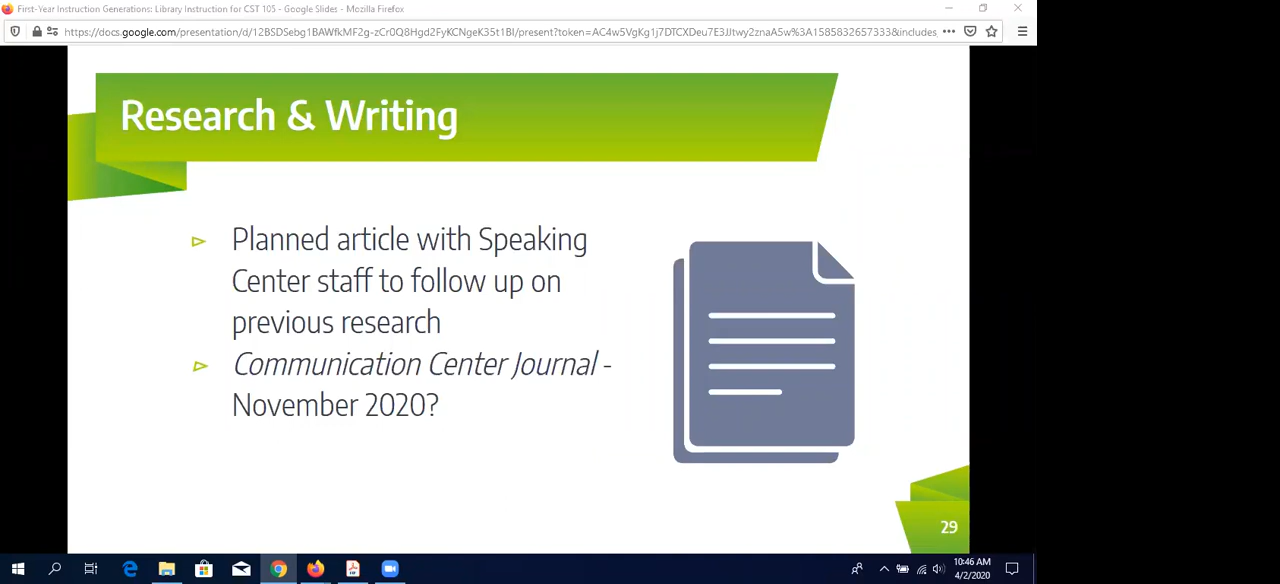 First-Year Instruction Generations: Library Instruction for CST 105 - Google Slides - Mozilla Firefox
https://docs.google.com/presentation/d/12BSDSebg1BAWfkMF2g-zCr0Q8Hgd2FyKCNgeK35t1BI/present?token=AC4w5VgKg1j7DTCXDeu7E3JJtwy2znaA5w%3A1585832657333&includes_
Research & Writing
Planned article with Speaking
Center staff to follow up on
previous research
Communication Center Journal -
November 2020?
29
10:46 AM
4/2/2020